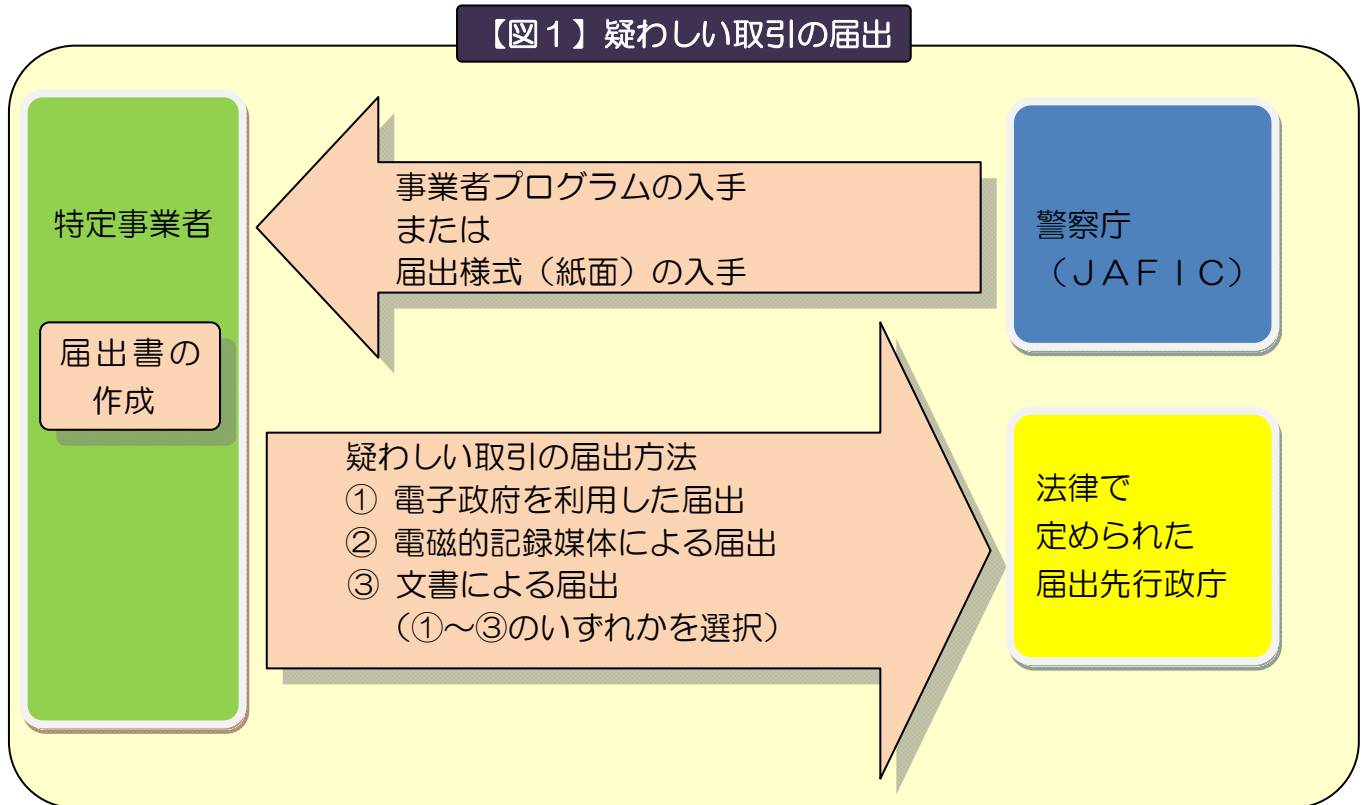 【図１】疑わしい取引の届出
特定事業者
届出書の
作成
事業者プログラムの入手
または
届出様式（紙面）の入手
警察庁
（ＪＡＦＩＣ）
疑わしい取引の届出方法
① 電子政府を利用した届出
② 電磁的記録媒体による届出
③ 文書による届出
（①～③のいずれかを選択）
法律で
定められた
届出先行政庁